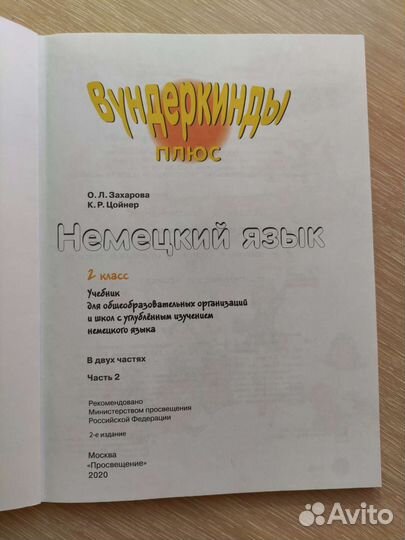 Вундеркинды
плюс
О. Л. Захарова
К. Р. Цойнер
Немецкий язык
2 класс
Учебник
для общеобразовательных организаций
и школ с углублённым изучением
немецкого языка
В двух частях
Часть 2
Рекомендовано
Министерством просвещения
Российской Федерации
2-е издание
Москва
«Просвещение»
2020
Avito